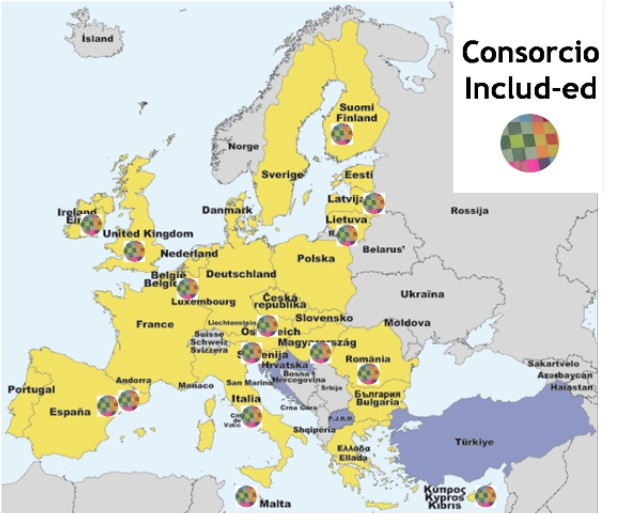 Consorcio
Includ-ed
Ísland
Suomi
Finland
Norge
Sverige
Eesti
Latvija
Lietuva
Rossija
Danmark
Ireland
United Kingdom
Nederland
Belarus'
Polska
België
Deutschland
Luxembourg
Česká
republika
Ukraïna
France
Slovensko
Liechtenstein
Moldova
Suisse
Schweiz
Svizzera
Magyarország
România
Hrvatska
Bosna i
Hercegovina
Srbija
Sakartvelo
Azərbaycan
Haiastan
Portugal
España
Andorra
Monaco
San Marino
Italia
Crna Gora
България
Bulgaria
F.J.R.M.
Shqipëria
Türkiye
Ελλάδα
Ellada
Malta
Κύπρος
Kypros
Kibris